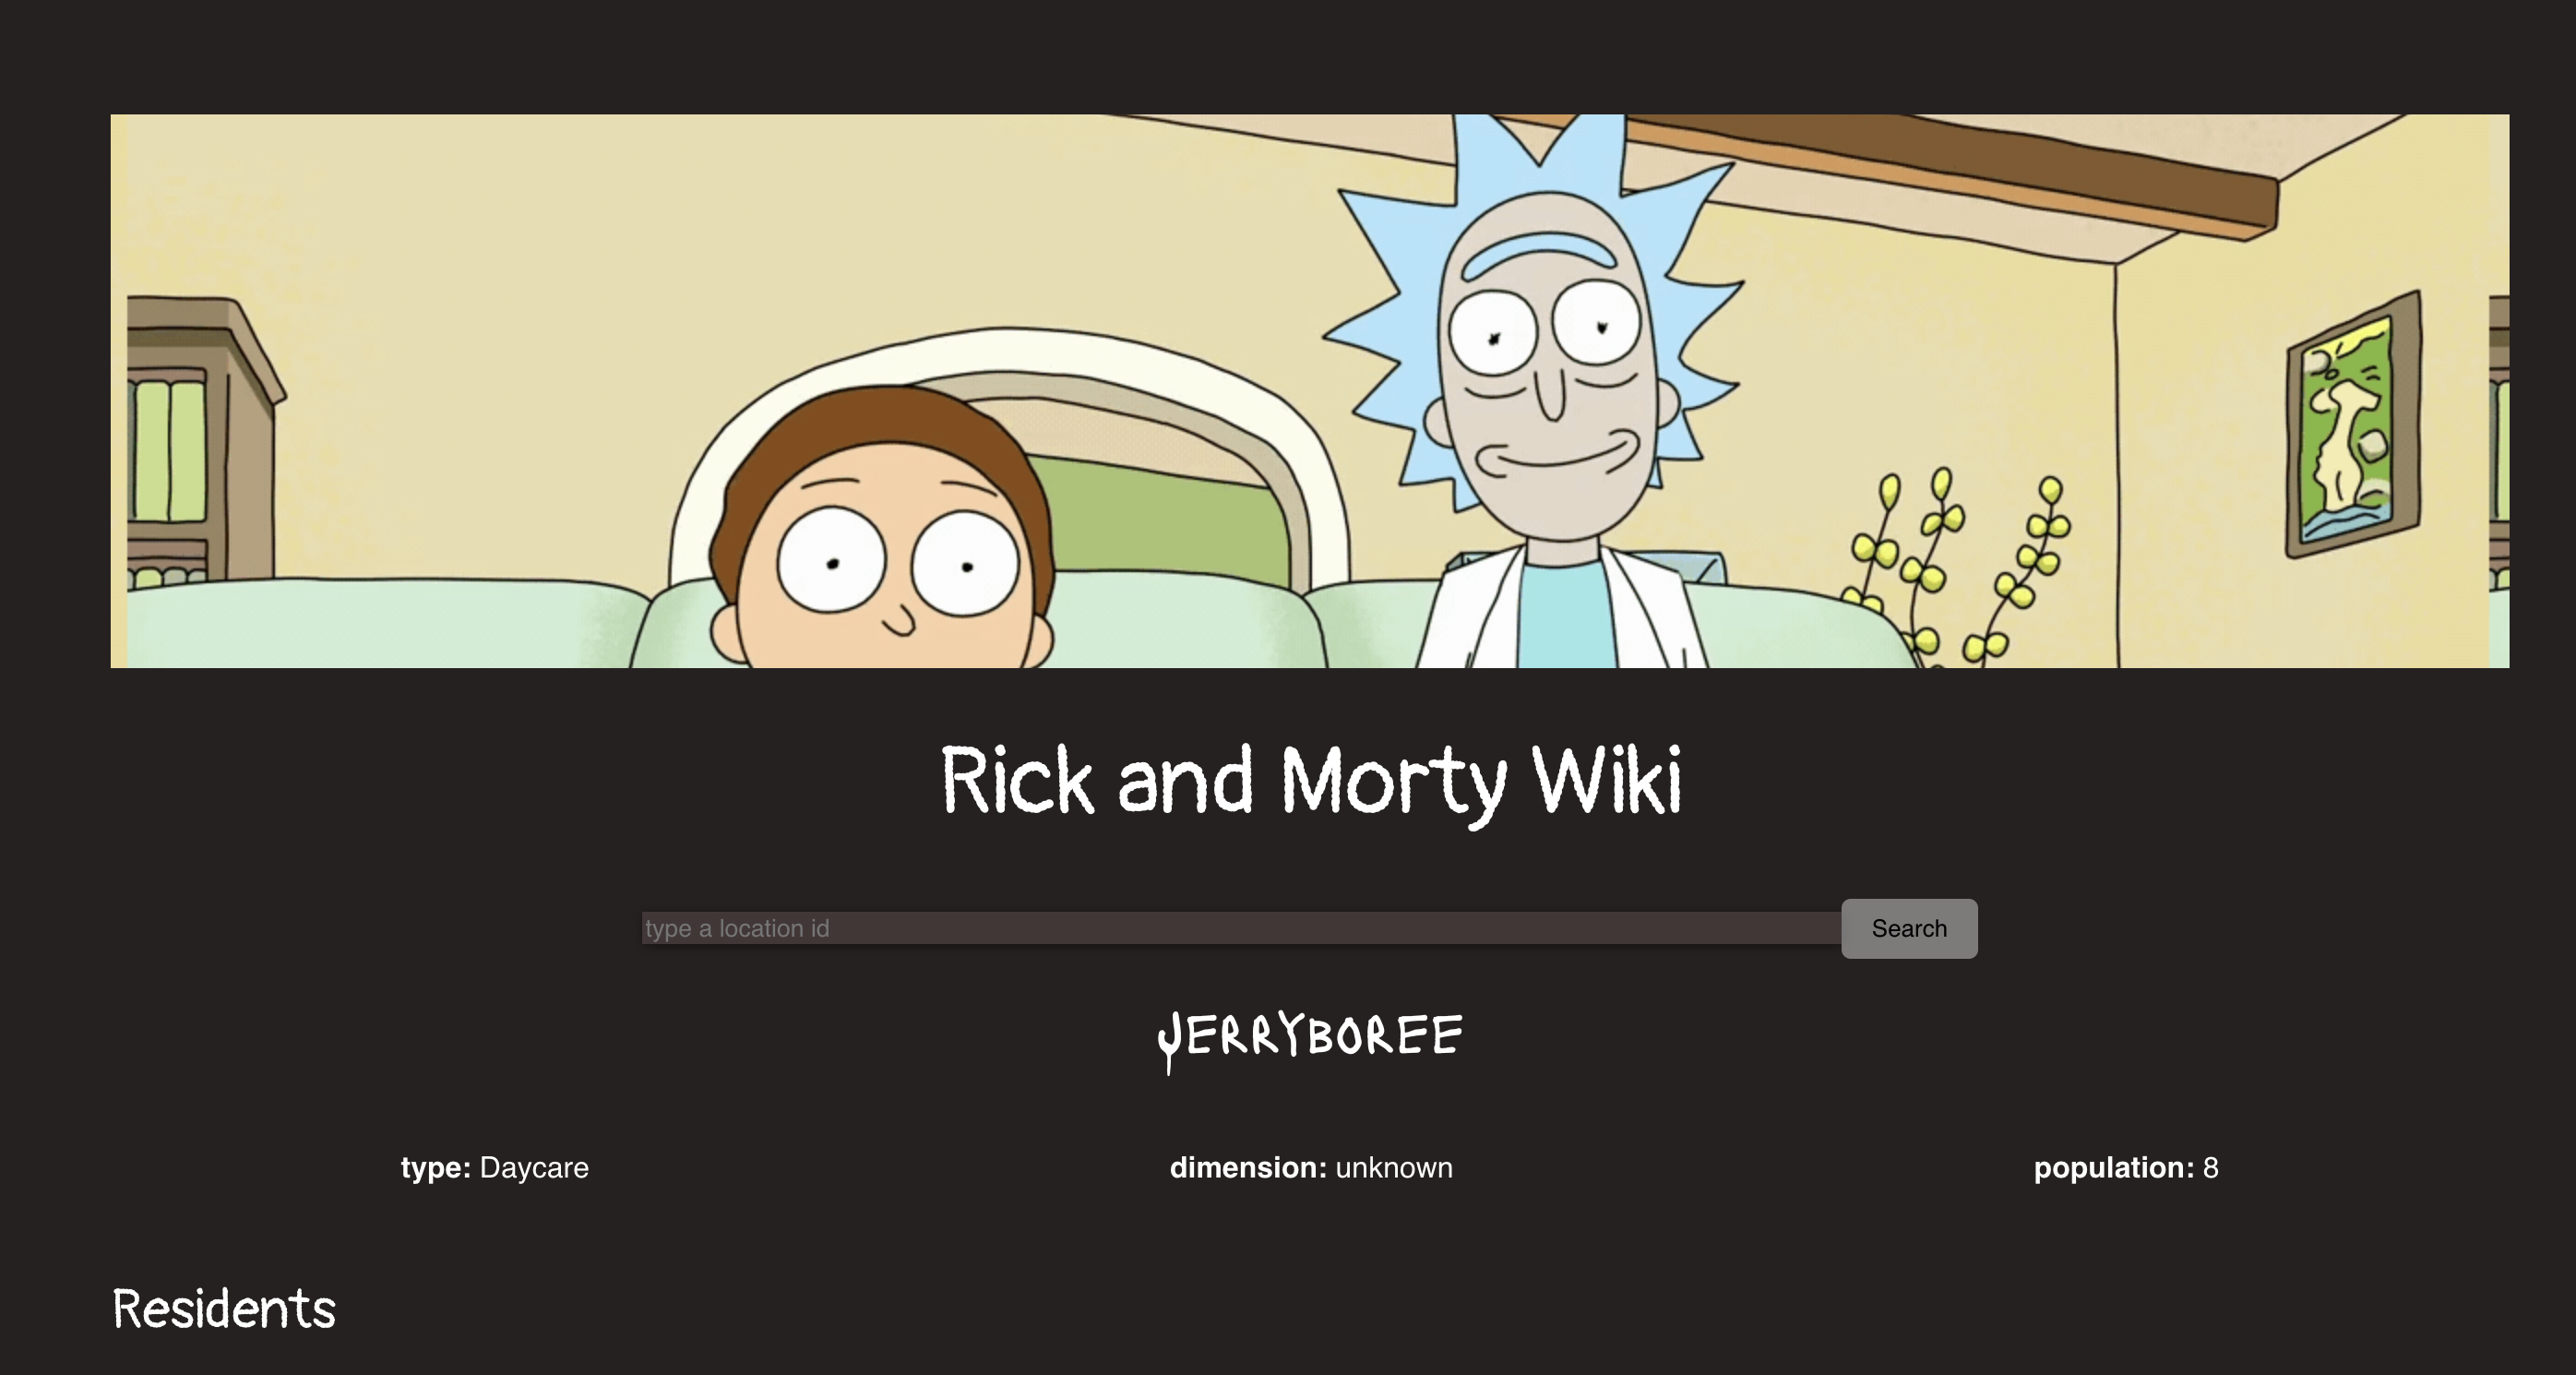 Rick and Morty Wiki
type a location id
Search
JERRYBOREE
type: Daycare
dimension: unknown
population: 8
Residents